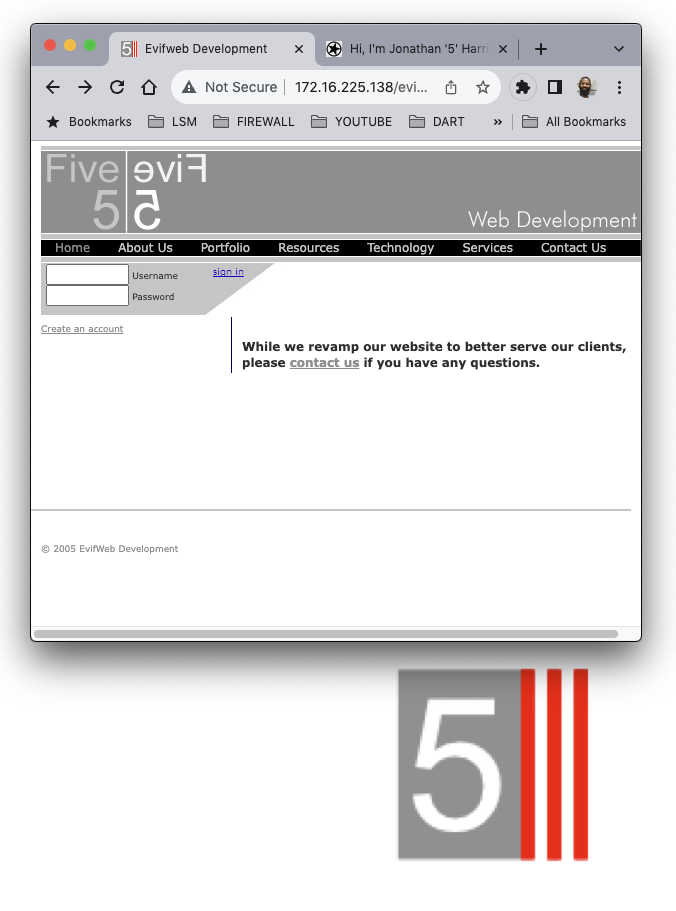 5 Evifweb Development
Hi, I'm Jonathan '5' Harri
Not Secure 172.16.225.138/evi...
Bookmarks LSM FIREWALL YOUTUBE DART » All Bookmarks
Five Five
5 5
Web Development
Home About Us Portfolio Resources Technology Services Contact Us
Username sign in
Password
Create an account
While we revamp our website to better serve our clients,
please contact us if you have any questions.
© 2005 EvifWeb Development
5